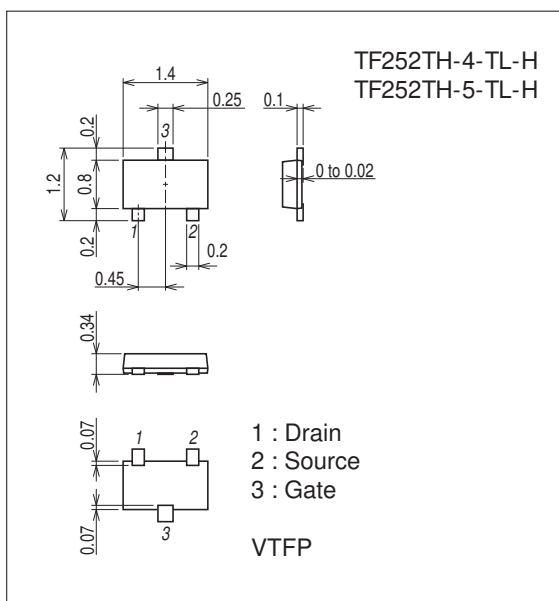 TF252TH-4-TL-H
TF252TH-5-TL-H
1.4
0.25
0.1
3
0.2
1.2
0.8
0 to 0.02
0.2
1
2
0.2
0.45
0.34
0.07
1
2
1 : Drain
2 : Source
3 : Gate
0.07
3
VTFP